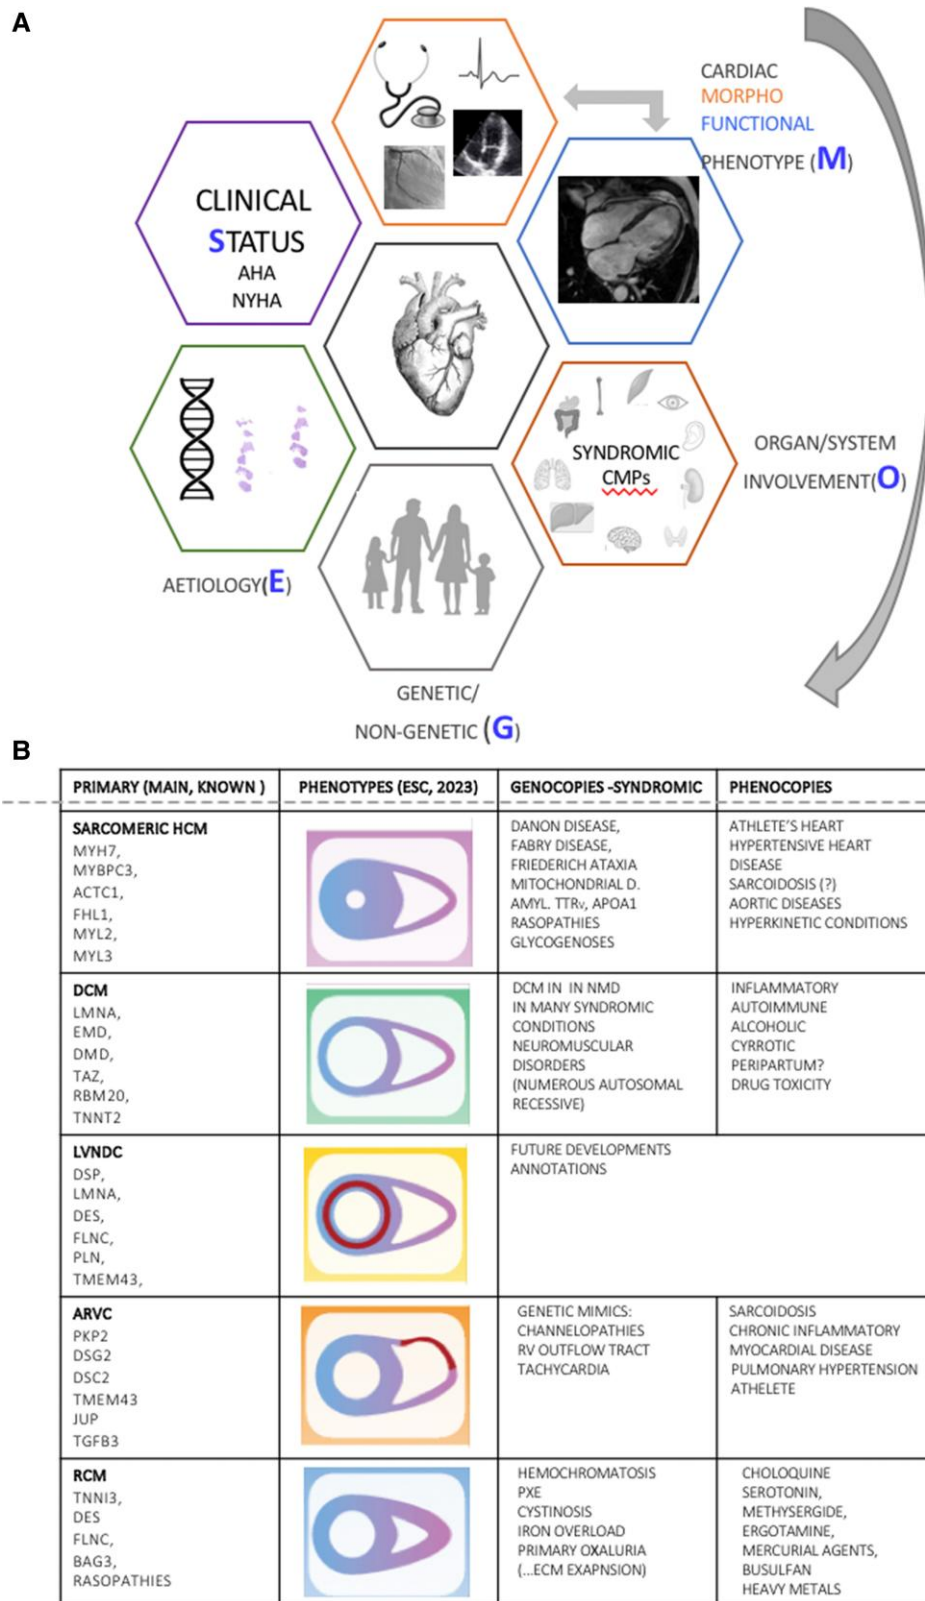 A
CARDIAC
MORPHO
FUNCTIONAL
PHENOTYPE (M)
CLINICAL
STATUS
AHA
NYHA
SYNDROMIC
CMPs
ORGAN/SYSTEM
INVOLVEMENT(O)
AETIOLOGY(E)
GENETIC/
NON-GENETIC (G)
B
PRIMARY (MAIN, KNOWN ) PHENOTYPES (ESC, 2023) GENOCOPIES -SYNDROMIC PHENOCOPIES
SARCOMERIC HCM
MYH7,
MYBPC3,
ACTC1,
FHL1,
MYL2,
MYL3
DANON DISEASE,
FABRY DISEASE,
FRIEDERICH ATAXIA
MITOCHONDRIAL D.
AMYL. TTRv, APOA1
RASOPATHIES
GLYCOGENOSES
ATHLETE'S HEART
HYPERTENSIVE HEART
DISEASE
SARCOIDOSIS (?)
AORTIC DISEASES
HYPERKINETIC CONDITIONS
DCM
LMNA,
EMD,
DMD,
TAZ,
RBM20,
TNNT2
DCM IN IN NMD
IN MANY SYNDROMIC
CONDITIONS
NEUROMUSCULAR
DISORDERS
(NUMEROUS AUTOSOMAL
RECESSIVE)
INFLAMMATORY
AUTOIMMUNE
ALCOHOLIC
CYRROTIC
PERIPARTUM?
DRUG TOXICITY
LVNDC
DSP,
LMNA,
DES,
FLNC,
PLN,
TMEM43,
FUTURE DEVELOPMENTS
ANNOTATIONS
ARVC
PKP2
DSG2
DSC2
TMEM43
JUP
TGFB3
GENETIC MIMICS:
CHANNELOPATHIES
RV OUTFLOW TRACT
TACHYCARDIA
SARCOIDOSIS
CHRONIC INFLAMMATORY
MYOCARDIAL DISEASE
PULMONARY HYPERTENSION
ATHELETE
RCM
TNNI3,
DES
FLNC,
BAG3,
RASOPATHIES
HEMOCHROMATOSIS
PXE
CYSTINOSIS
IRON OVERLOAD
PRIMARY OXALURIA
(...ECM EXAPNSION)
CHOLOQUINE
SEROTONIN,
METHYSERGIDE,
ERGOTAMINE,
MERCURIAL AGENTS,
BUSULFAN
HEAVY METALS